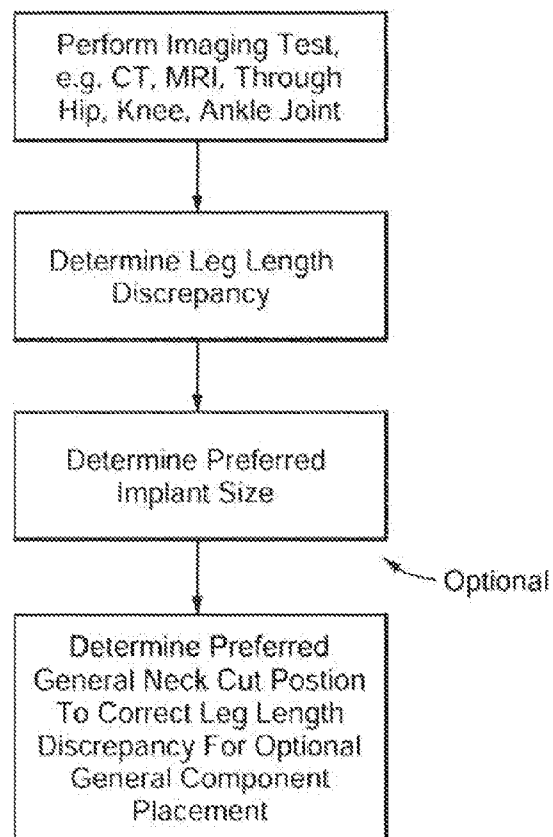 Perform Imaging Test,
e.g. CT, MRI, Through
Hip, Knee, Ankle Joint
Determine Leg Length
Discrepancy
Determine Preferred
Implant Size
Optional
Determine Preferred
General Neck Cut Postion
To Correct Leg Length
Discrepancy For Optional
General Component
Placement